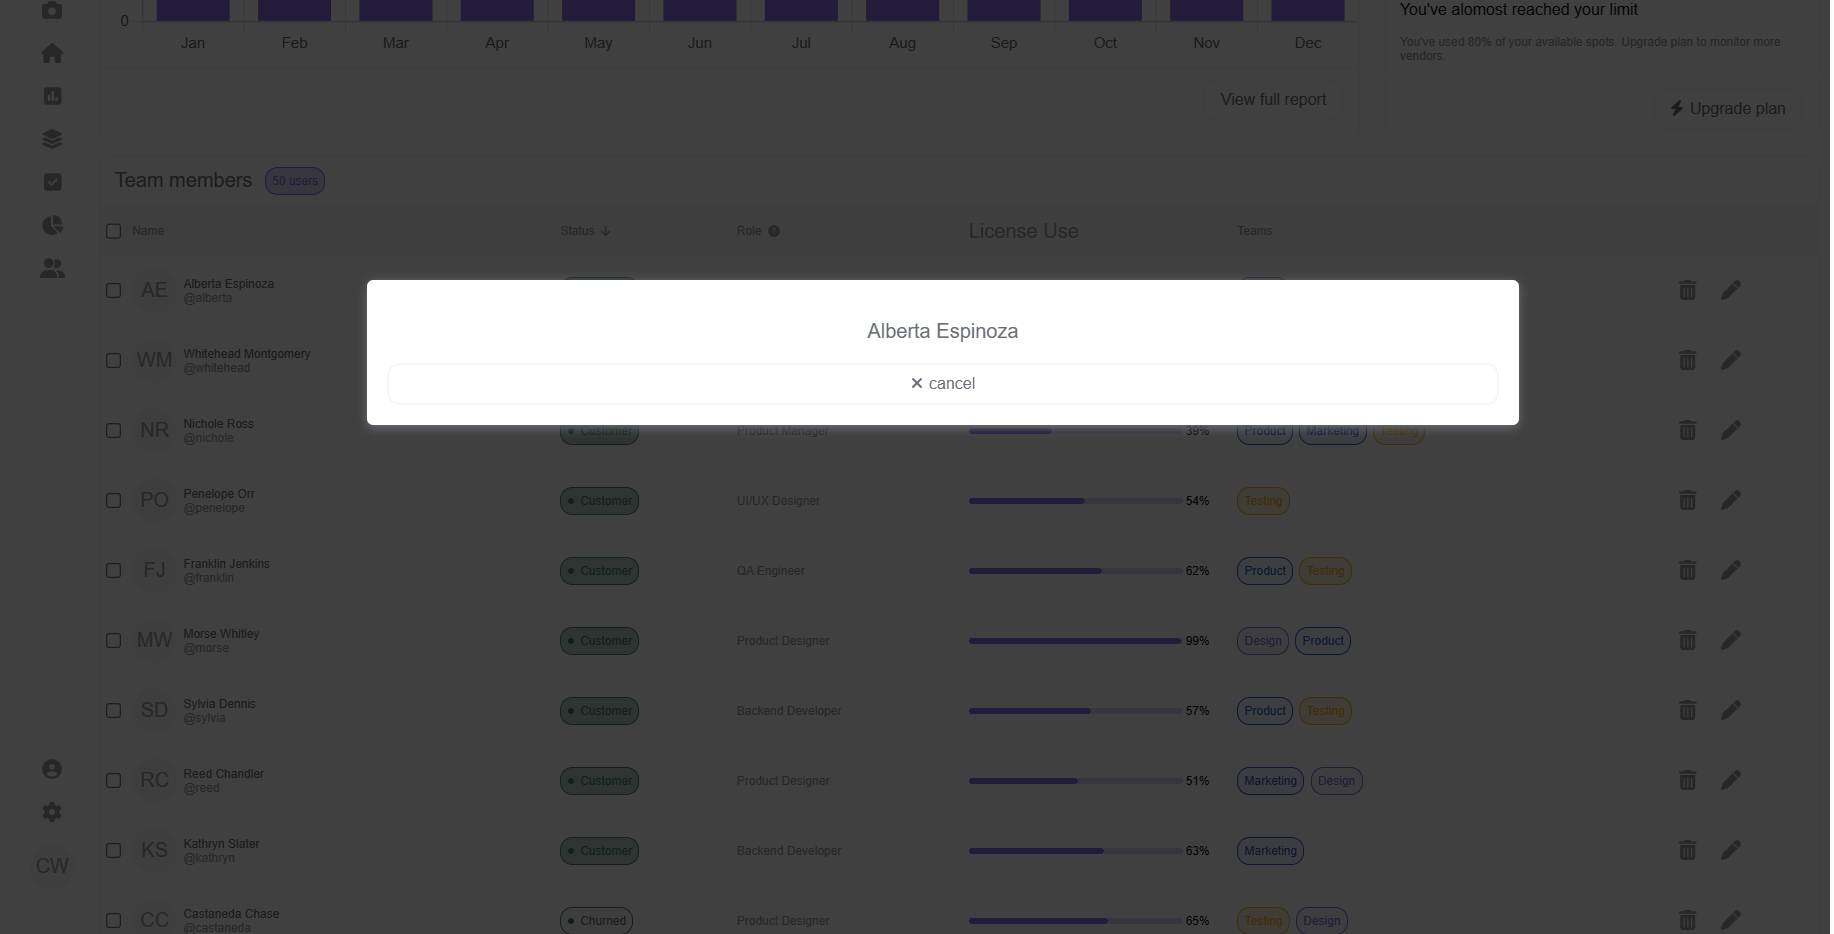 You've alomost reached your limit
0
Jan Feb Mar Apr May Jun Jul Aug Sep Oct Nov Dec
You've used 80% of your available spots. Upgrade plan to monitor more
vendors.
View full report
Upgrade plan
Team members 50 users
Name Status Role License Use Teams
AE Alberta Espinoza
@alberta
Alberta Espinoza
cancel
WM Whitehead Montgomery
@whitehead
NR Nichole Ross
@nichole
Customer Product Manager 39% Product Marketing Testing
PO Penelope Orr
@penelope
Customer UI/UX Designer 54% Testing
FJ Franklin Jenkins
@franklin
Customer QA Engineer 62% Product Testing
MW Morse Whitley
@morse
Customer Product Designer 99% Design Product
SD Sylvia Dennis
@sylvia
Customer Backend Developer 57% Product Testing
RC Reed Chandler
@reed
Customer Product Designer 51% Marketing Design
KS Kathryn Slater
@kathryn
Customer Backend Developer 63% Marketing
CW
CC Castaneda Chase
@castaneda
Churned Product Designer 65% Testing Design